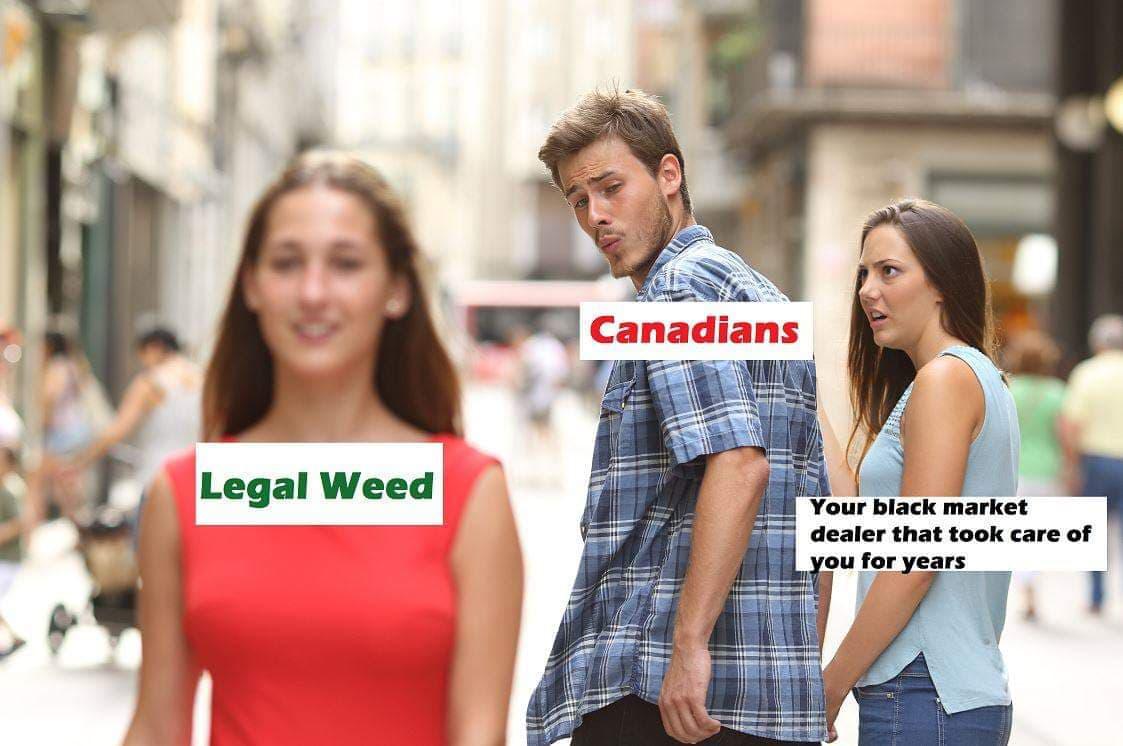 Canadians
Legal Weed
Your black market
dealer that took care of
you for years